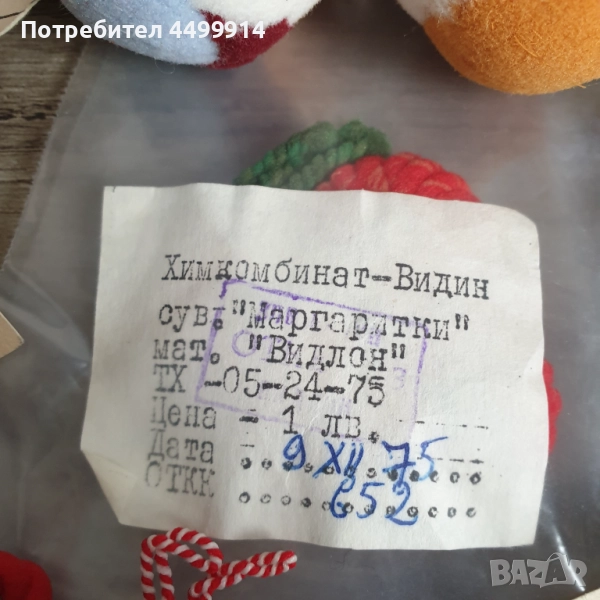 Потребител 4499914
Химкомбинат-Видин
сув. "Маргаритки"
мат. "Видлон"
ТХ -05-24-75
Цена - 1 лв.
Дата 9 XII 75
ОТКК 652
BAZAR